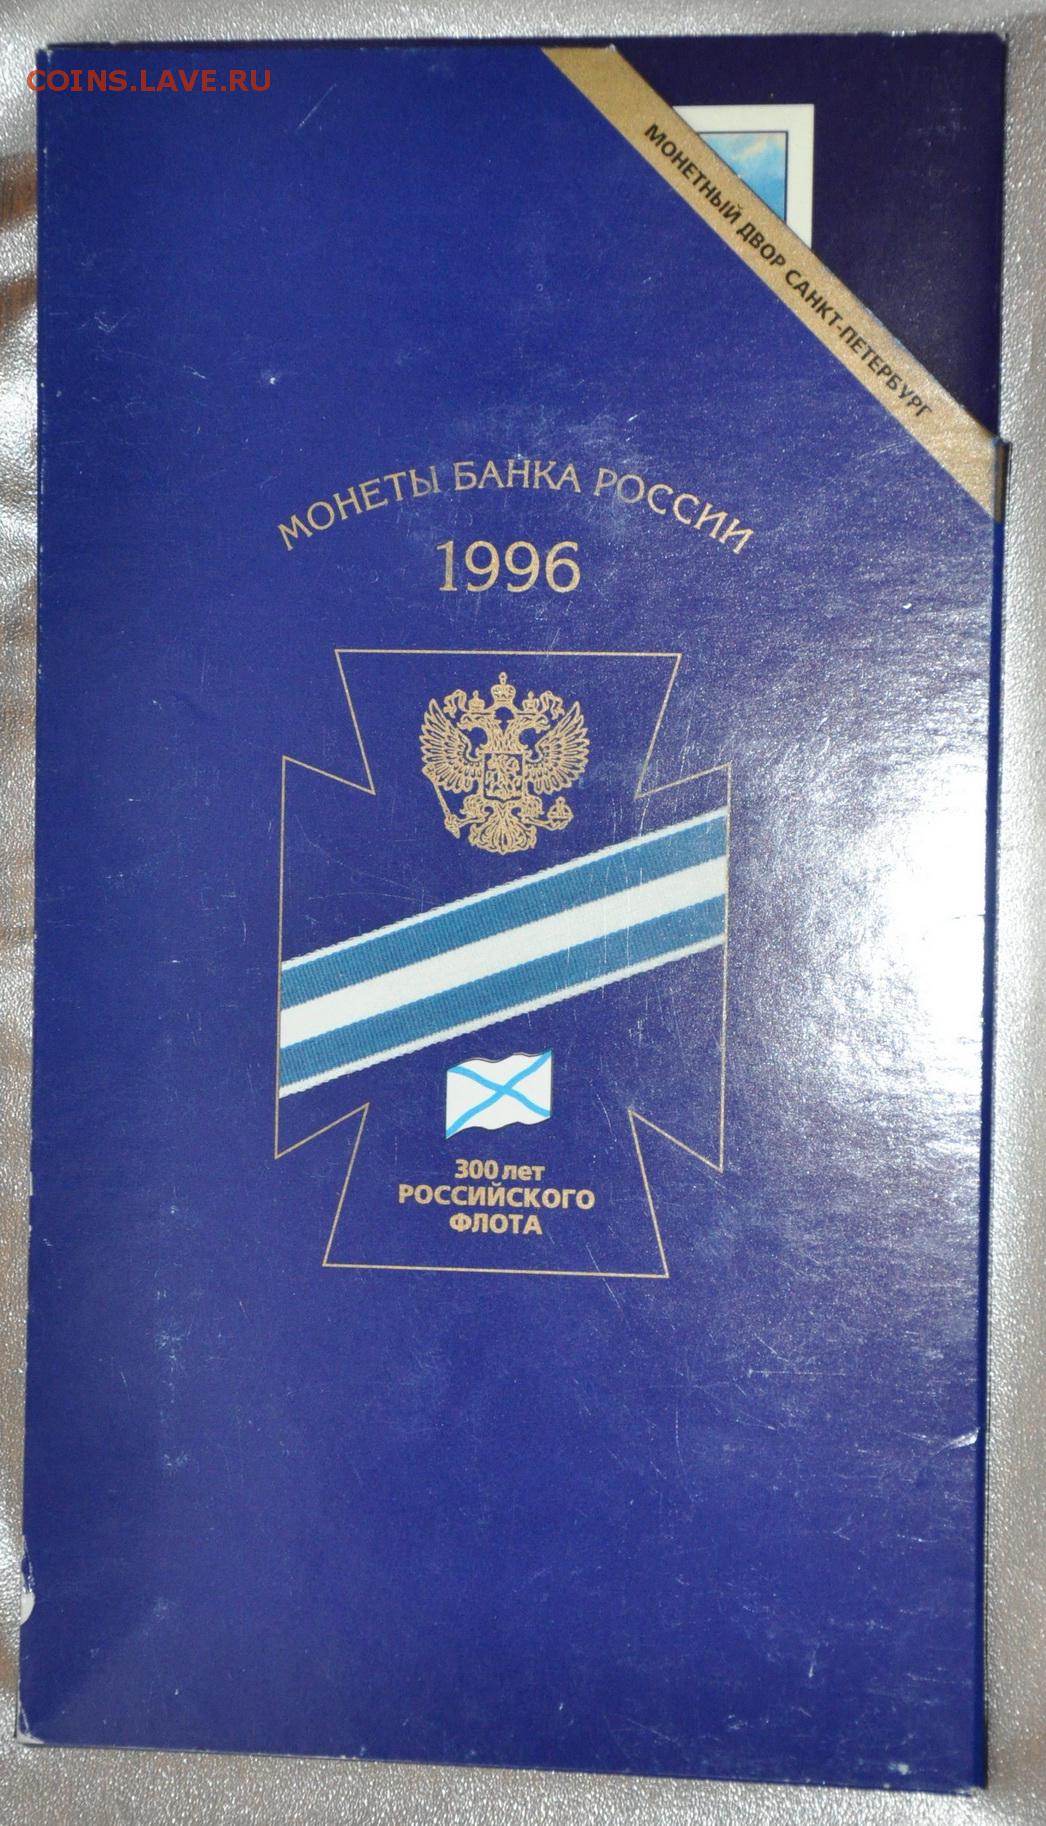 COINS.LAVE.RU
МОНЕТНЫЙ ДВОР САНКТ-ПЕТЕРБУРГ
МОНЕТЫ БАНКА РОССИИ
1996
300 лет
РОССИЙСКОГО
ФЛОТА